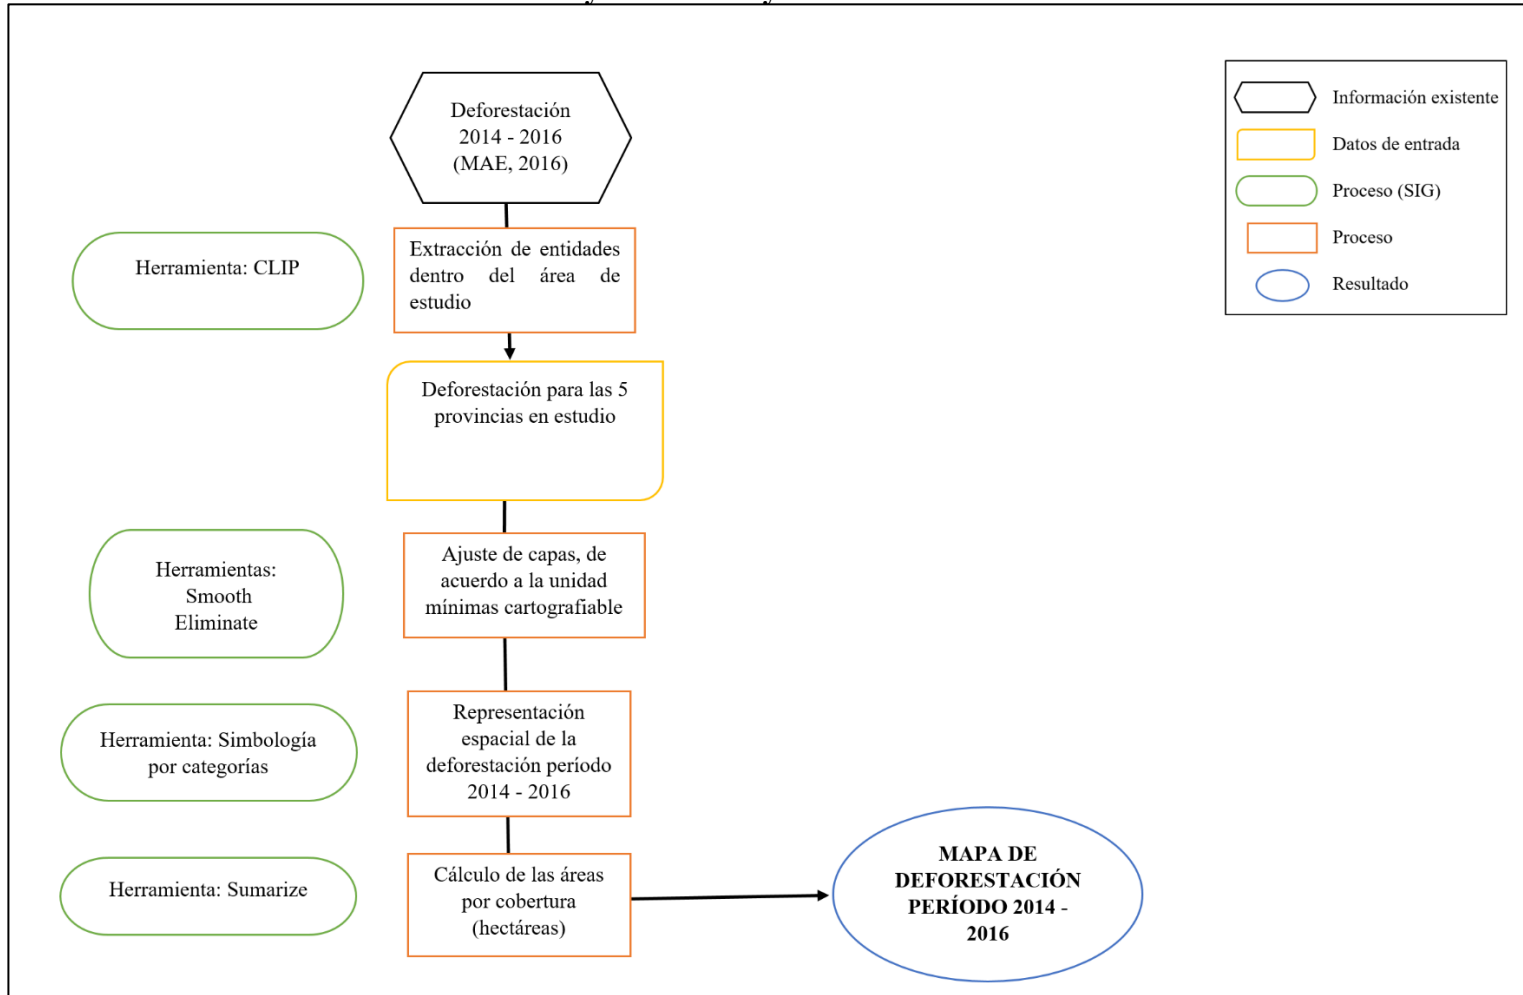 Deforestación
2014 - 2016
(MAE, 2016)
Herramienta: CLIP
Extracción de entidades
dentro del área de
estudio
Deforestación para las 5
provincias en estudio
Herramientas:
Smooth
Eliminate
Ajuste de capas, de
acuerdo a la unidad
mínimas cartografiable
Herramienta: Simbología
por categorías
Representación
espacial de la
deforestación período
2014 - 2016
Herramienta: Sumarize
Cálculo de las áreas
por cobertura
(hectáreas)
MAPA DE
DEFORESTACIÓN
PERÍODO 2014 -
2016
Información existente
Datos de entrada
Proceso (SIG)
Proceso
Resultado